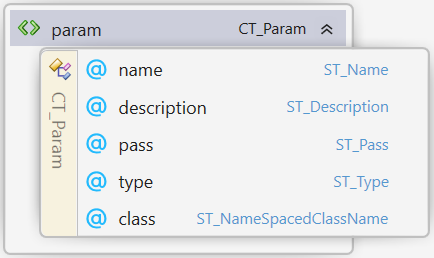 param CT_Param
CT_Param
@ name ST_Name
@ description ST_Description
@ pass ST_Pass
@ type ST_Type
@ class ST_NameSpacedClassName